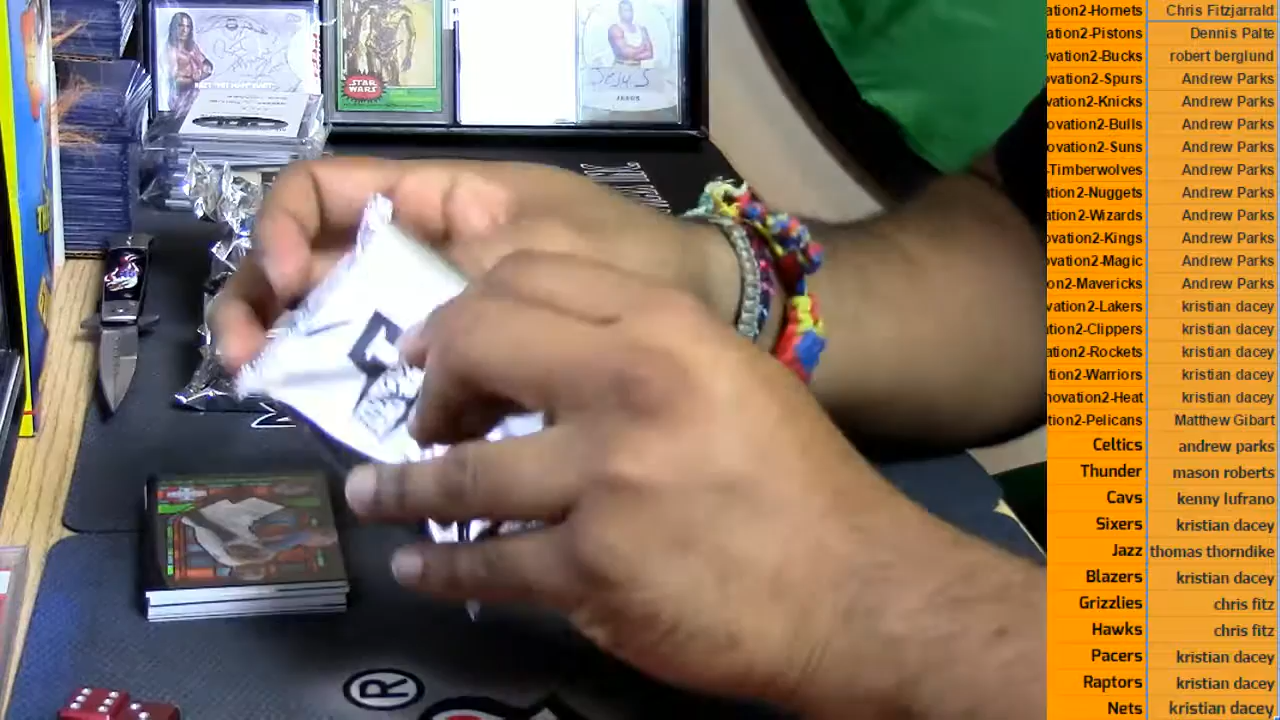 STAR WARS
Jesus
JESUS
ation2-Hornets Chris Fitzjarrald
ation2-Pistons Dennis Palte
ovation2-Bucks robert berglund
ovation2-Spurs Andrew Parks
ovation2-Knicks Andrew Parks
ovation2-Bulls Andrew Parks
ovation2-Suns Andrew Parks
-Timberwolves Andrew Parks
ation2-Nuggets Andrew Parks
ation2-Wizards Andrew Parks
ovation2-Kings Andrew Parks
ovation2-Magic Andrew Parks
on2-Mavericks Andrew Parks
ovation2-Lakers kristian dacey
ation2-Clippers kristian dacey
ation2-Rockets kristian dacey
tion2-Warriors kristian dacey
novation2-Heat kristian dacey
tion2-Pelicans Matthew Gibart
Celtics andrew parks
Thunder mason roberts
Cavs kenny lufrano
Sixers kristian dacey
Jazz thomas thorndike
Blazers kristian dacey
Grizzlies chris fitz
Hawks chris fitz
Pacers kristian dacey
Raptors kristian dacey
Nets kristian dacey
®